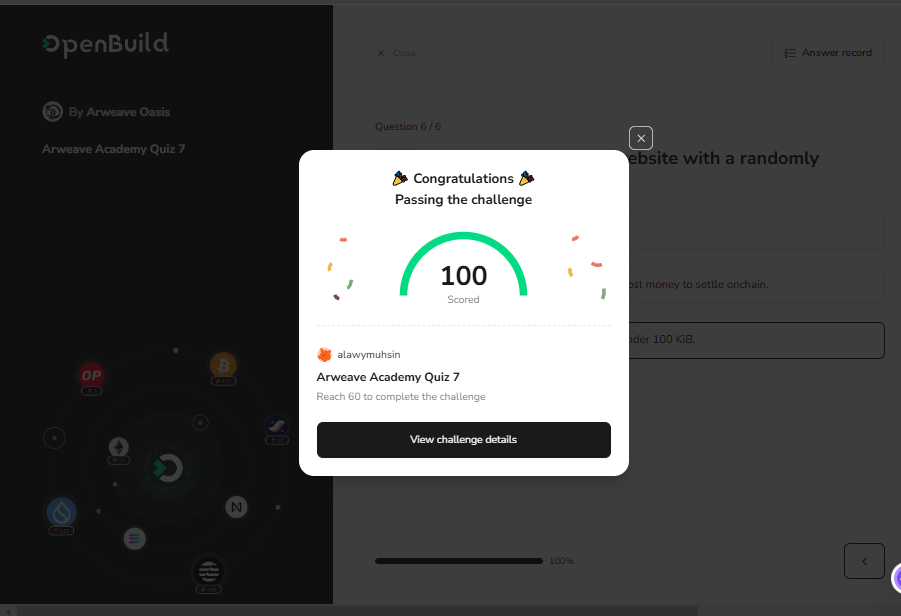 OpenBuild
By Arweave Oasis
Arweave Academy Quiz 7
Close
Answer record
Question 6 / 6
ebsite with a randomly
ost money to settle onchain.
nder 100 KiB.
Congratulations
Passing the challenge
100
Scored
alawymuhsin
Arweave Academy Quiz 7
Reach 60 to complete the challenge
View challenge details
OP
100%